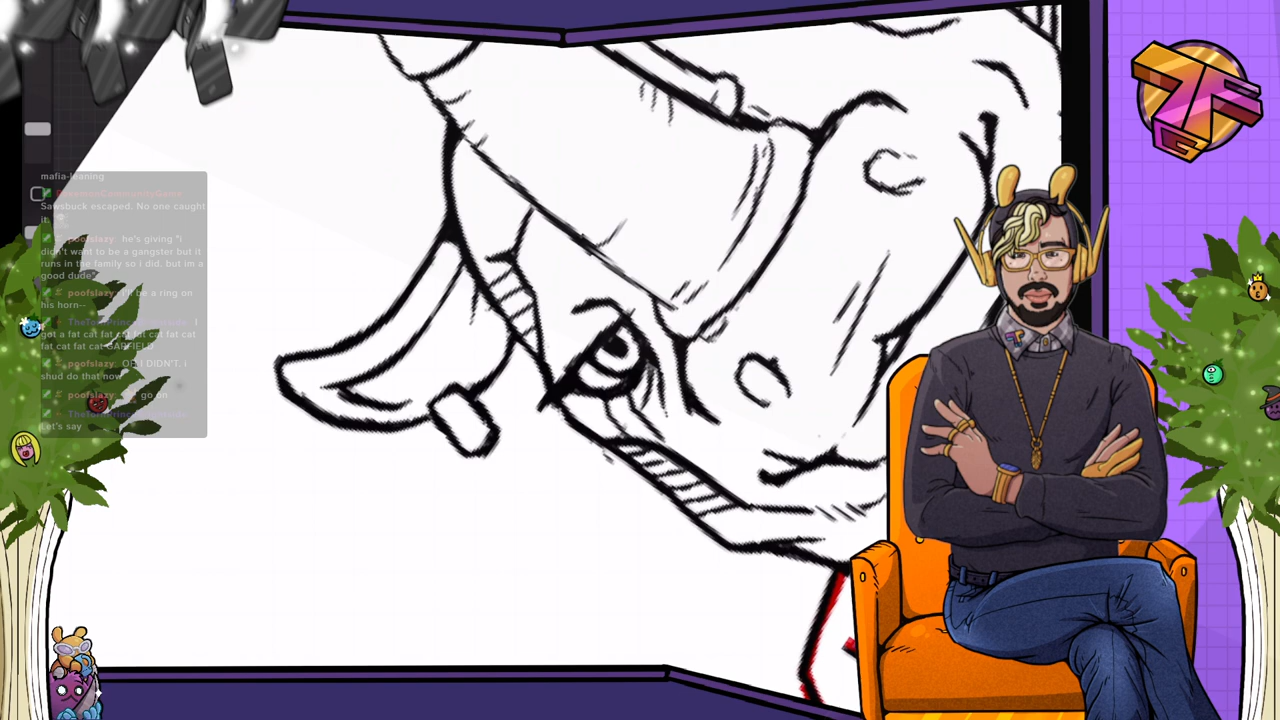 mafia-leaning
Sawsbuck escaped. No one caught
it.
poofslazy: he's giving "i
didn't want to be a gangster but it
runs in the family so i did. but im a
good dude"
poofslazy: I'll be a ring on
his horn--
I
got a fat cat fat cat fat cat fat cat
fat cat fat cat GARFIELD
poofslazy: OH I DIDN'T. i
shud do that now
poofslazy: go on
Let's say